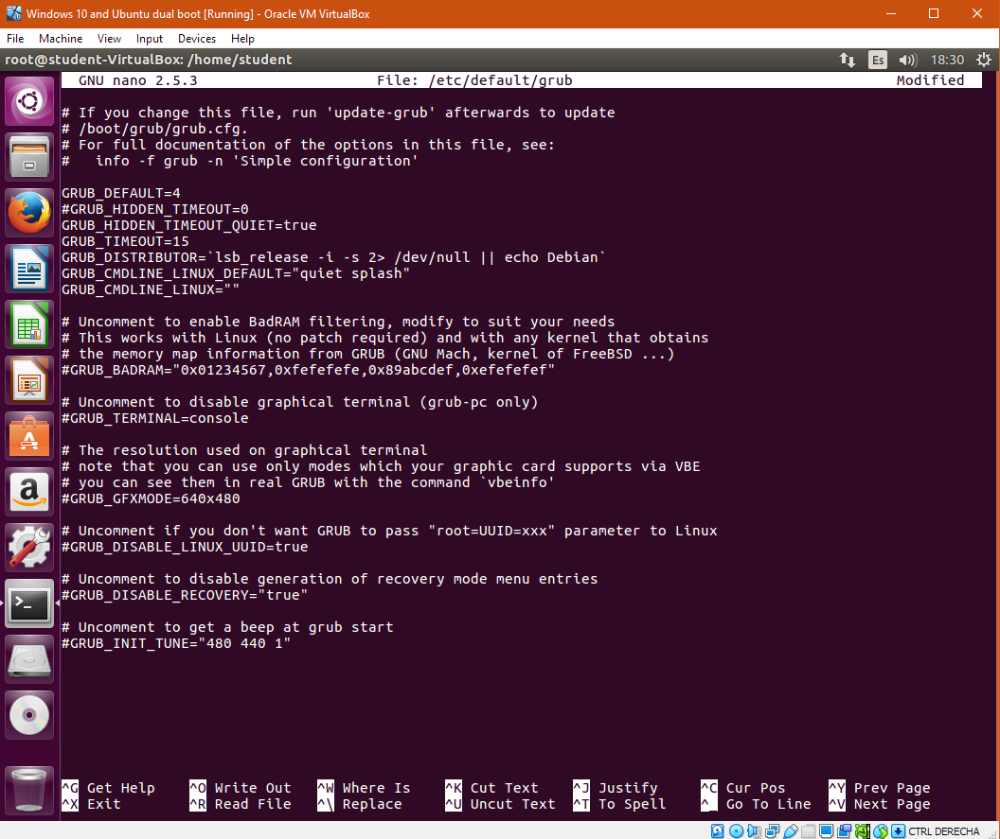 Windows 10 and Ubuntu dual boot [Running] - Oracle VM VirtualBox
File Machine View Input Devices Help
root@student-VirtualBox: /home/student
Es
18:30
GNU nano 2.5.3 File: /etc/default/grub Modified
# If you change this file, run 'update-grub' afterwards to update
# /boot/grub/grub.cfg.
# For full documentation of the options in this file, see:
#   info -f grub -n 'Simple configuration'
GRUB_DEFAULT=4
#GRUB_HIDDEN_TIMEOUT=0
GRUB_HIDDEN_TIMEOUT_QUIET=true
GRUB_TIMEOUT=15
GRUB_DISTRIBUTOR=`lsb_release -i -s 2> /dev/null || echo Debian`
GRUB_CMDLINE_LINUX_DEFAULT="quiet splash"
GRUB_CMDLINE_LINUX=""
# Uncomment to enable BadRAM filtering, modify to suit your needs
# This works with Linux (no patch required) and with any kernel that obtains
# the memory map information from GRUB (GNU Mach, kernel of FreeBSD ...)
#GRUB_BADRAM="0x01234567,0xfefefefe,0x89abcdef,0xefefefef"
# Uncomment to disable graphical terminal (grub-pc only)
#GRUB_TERMINAL=console
# The resolution used on graphical terminal
# note that you can use only modes which your graphic card supports via VBE
# you can see them in real GRUB with the command `vbeinfo'
#GRUB_GFXMODE=640x480
# Uncomment if you don't want GRUB to pass "root=UUID=xxx" parameter to Linux
#GRUB_DISABLE_LINUX_UUID=true
# Uncomment to disable generation of recovery mode menu entries
#GRUB_DISABLE_RECOVERY="true"
# Uncomment to get a beep at grub start
#GRUB_INIT_TUNE="480 440 1"
^G Get Help ^O Write Out ^W Where Is ^K Cut Text ^J Justify ^C Cur Pos ^Y Prev Page
^X Exit ^R Read File ^\ Replace ^U Uncut Text ^T To Spell ^_ Go To Line ^V Next Page
CTRL DERECHA